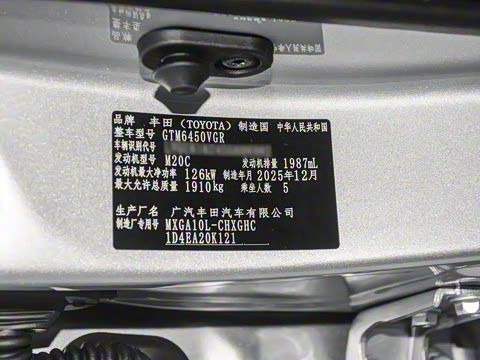 品牌 丰田 (TOYOTA) 制造国 中华人民共和国
整车型号 GTM6450VGR
车辆识别代号
发动机型号 M20C 发动机排量 1987mL
发动机最大净功率 126kW 制造年月 2025年12月
最大允许总质量 1910kg 乘坐人数 5
生产厂名 广汽丰田汽车有限公司
制造厂专用号 MXGA10L-CHXGHC
1D4EA20K121